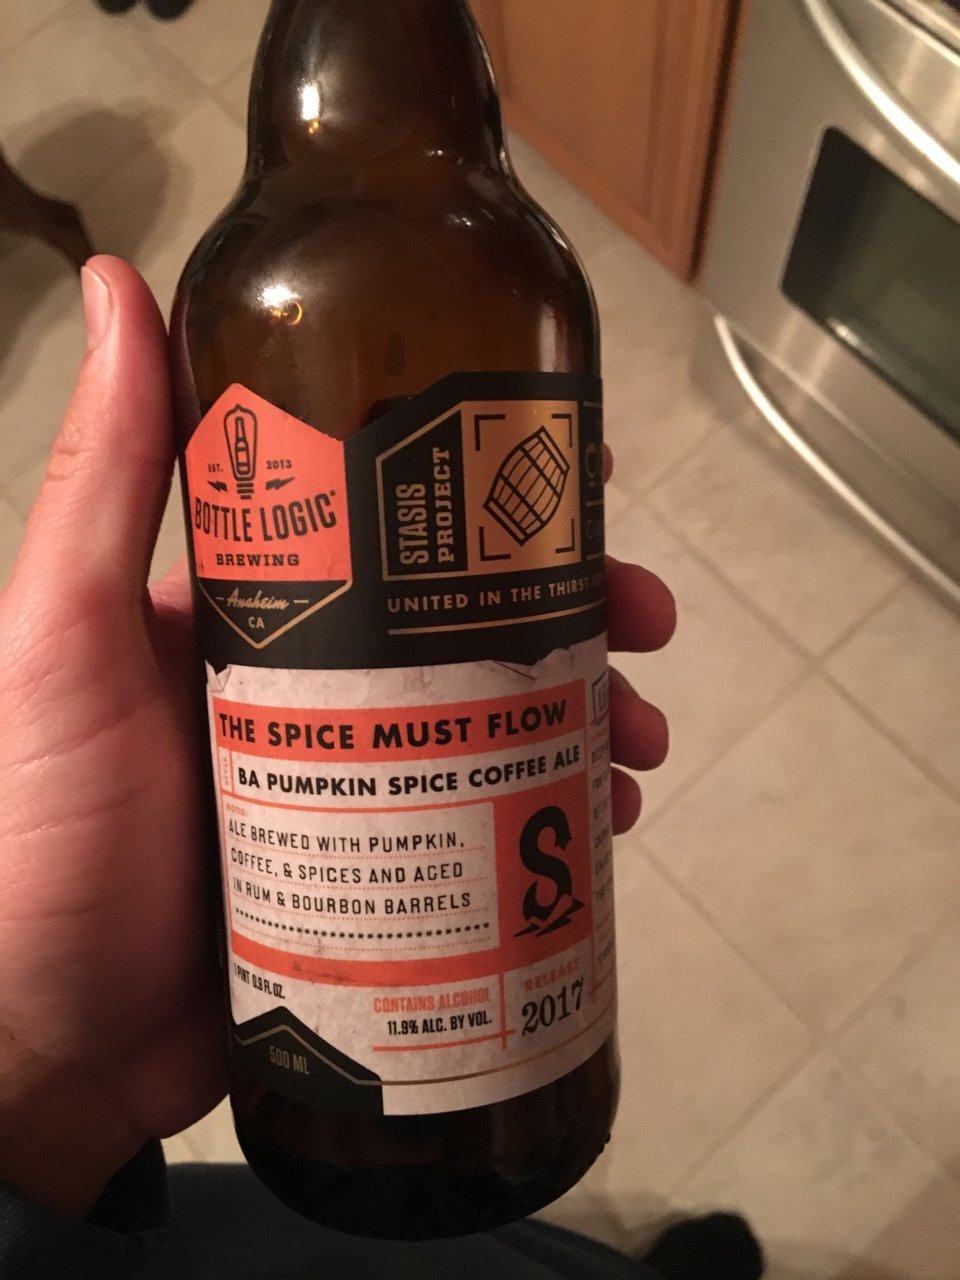 EST. 2013
BOTTLE LOGIC
BREWING
Anaheim
CA
STASIS
PROJECT
UNITED IN THE THIRST
THE SPICE MUST FLOW
BA PUMPKIN SPICE COFFEE ALE
NOTES:
ALE BREWED WITH PUMPKIN,
COFFEE, & SPICES AND AGED
IN RUM & BOURBON BARRELS
S
1 PINT 0.9 FL. OZ.
CONTAINS ALCOHOL
11.9% ALC. BY VOL.
RELEASE
2017
500 ML